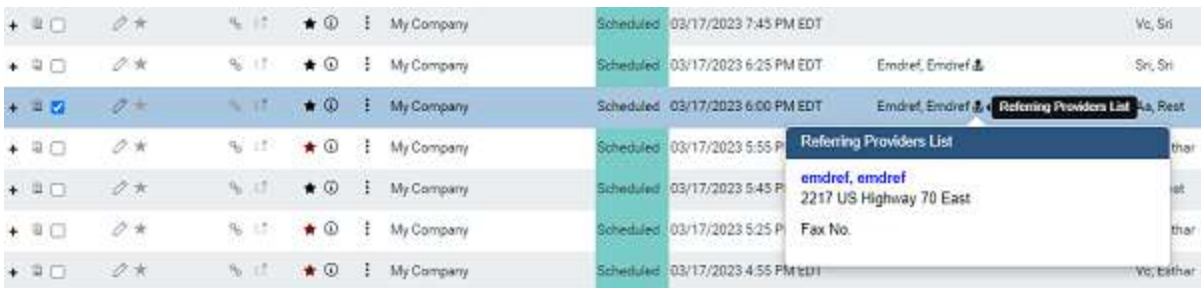 My Company Scheduled 03/17/2023 7:45 PM EDT Vc, Sri
My Company Scheduled 03/17/2023 6:25 PM EDT Emdref, Emdref Sri, Sri
My Company Scheduled 03/17/2023 6:00 PM EDT Emdref, Emdref Referring Providers List Aa, Rest
My Company Scheduled 03/17/2023 5:55 P
Referring Providers List
thar
emdref, emdref
My Company Scheduled 03/17/2023 5:45 P
2217 US Highway 70 East
My Company Scheduled 03/17/2023 5:25 P
Fax No.
thar
My Company Scheduled 03/17/2023 4:55 PM EDT Vc, Esthar